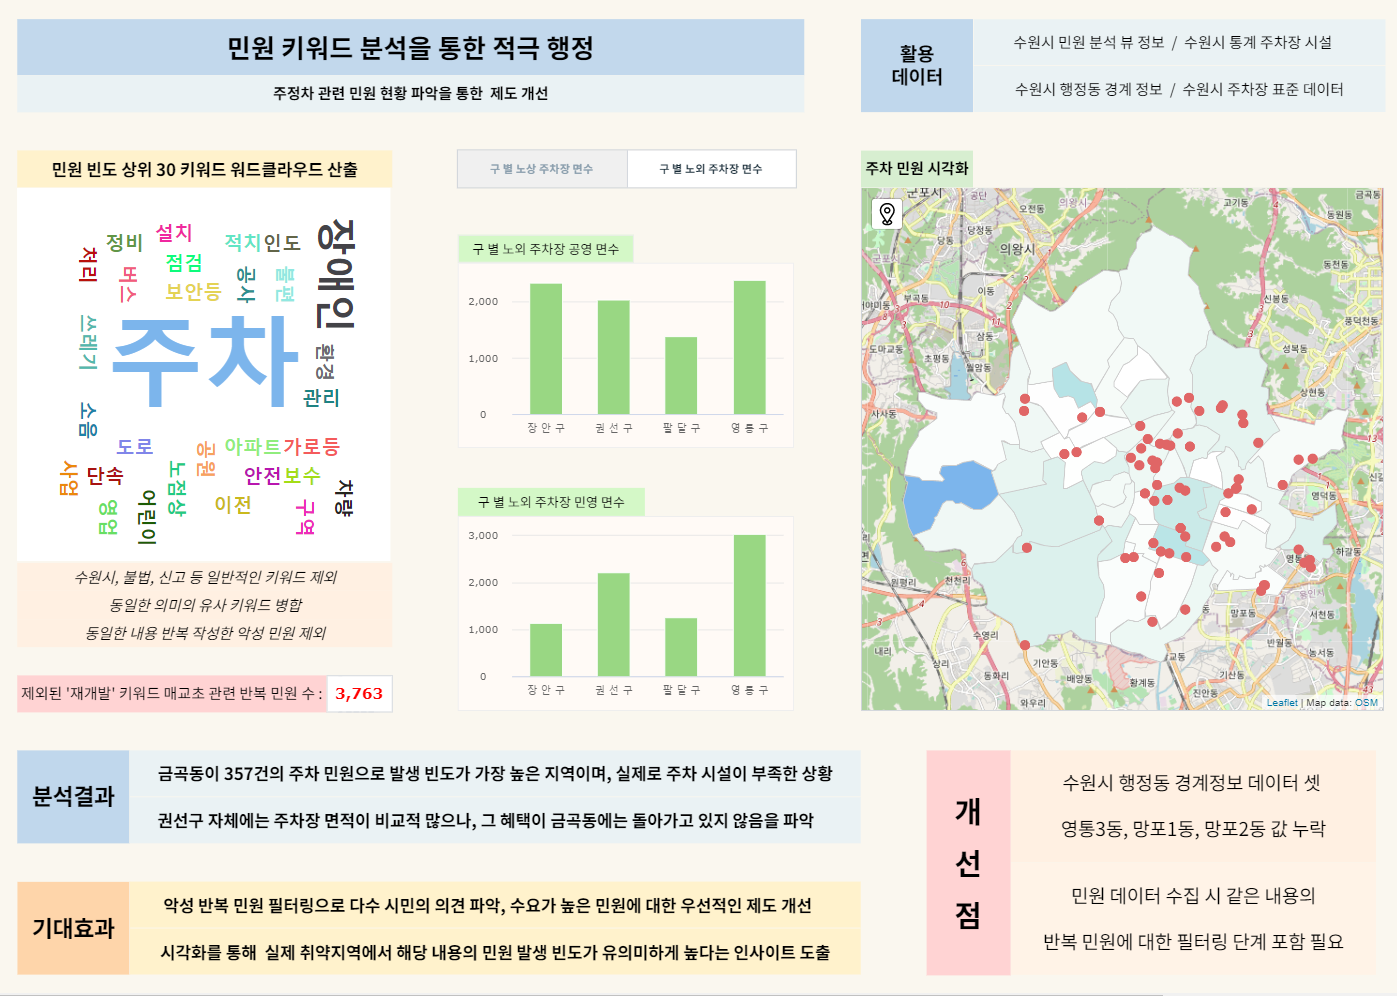 민원 키워드 분석을 통한 적극 행정
주정차 관련 민원 현황 파악을 통한 제도 개선
활용
데이터
수원시 민원 분석 뷰 정보 / 수원시 통계 주차장 시설
수원시 행정동 경계 정보 / 수원시 주차장 표준 데이터
민원 빈도 상위 30 키워드 워드클라우드 산출
정비
설치
적치
인도
장애인
처리
버스
점검
보안등
공사
불편
쓰레기
주차
환경
관리
소음
도로
공원
아파트
가로등
사업
단속
노점상
안전
보수
차량
영업
어린이
이전
구역
수원시, 불법, 신고 등 일반적인 키워드 제외
동일한 의미의 유사 키워드 병합
동일한 내용 반복 작성한 악성 민원 제외
제외된 '재개발' 키워드 매교초 관련 반복 민원 수 :
3,763
구 별 노상 주차장 면수
구 별 노외 주차장 면수
구 별 노외 주차장 공영 면수
2,000
1,000
0
장안구
권선구
팔달구
영통구
구 별 노외 주차장 민영 면수
3,000
2,000
1,000
0
장안구
권선구
팔달구
영통구
주차 민원 시각화
군포시
공단
오전동
의왕시
고기동
금곡동
동원동
당동
당정동
의왕시
동천동
이동
부곡동
신봉동
풍덕천동
삼동
도마교동
초평동
월암동
성복동
상현동
사사동
13
영덕동
하갈동
원평리
천천리
망포동
서천동
수영리
반월동
농서동
내리
상리
기안동
동화리
배양동
황계동
기산동
진안동
와우리
Leaflet | Map data: OSM
분석결과
금곡동이 357건의 주차 민원으로 발생 빈도가 가장 높은 지역이며, 실제로 주차 시설이 부족한 상황
권선구 자체에는 주차장 면적이 비교적 많으나, 그 혜택이 금곡동에는 돌아가고 있지 않음을 파악
기대효과
악성 반복 민원 필터링으로 다수 시민의 의견 파악, 수요가 높은 민원에 대한 우선적인 제도 개선
시각화를 통해 실제 취약지역에서 해당 내용의 민원 발생 빈도가 유의미하게 높다는 인사이트 도출
개
선
점
수원시 행정동 경계정보 데이터 셋
영통3동, 망포1동, 망포2동 값 누락
민원 데이터 수집 시 같은 내용의
반복 민원에 대한 필터링 단계 포함 필요